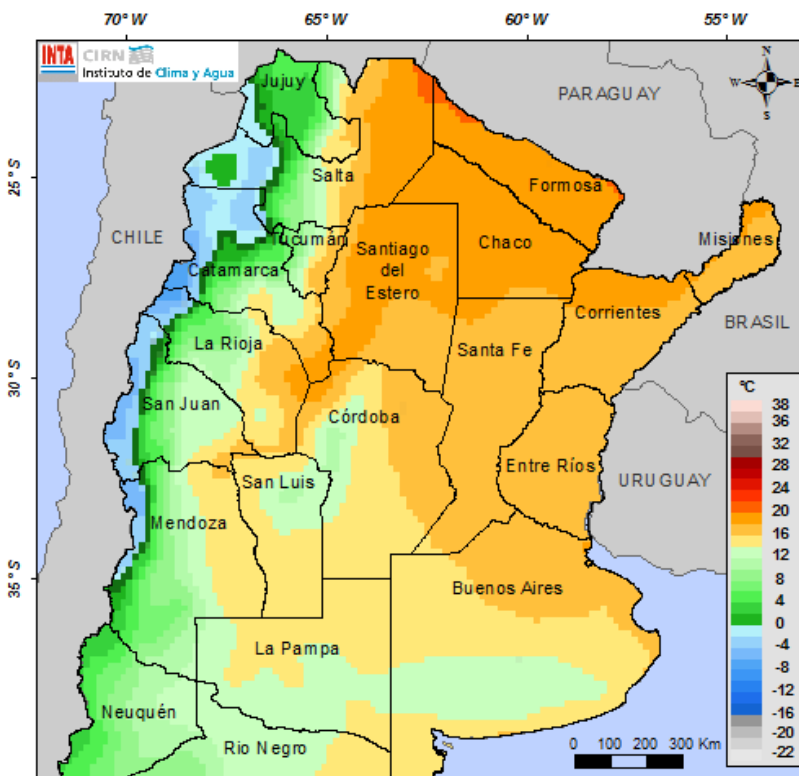 70°W 65°W 60°W 55°W
INTA CIRN
Instituto de Clima y Agua
N
W E
S
Jujuy
PARAGUAY
25°S
Salta
Formosa
CHILE
Tucumán
Santiago
del
Estero
Chaco
Misiones
Catamarca
Corrientes
BRASIL
La Rioja
Santa Fe
30°S
San Juan
Córdoba
ºC
38
36
32
30
28
24
20
16
12
8
4
0
-4
-8
-12
-16
-20
-22
Entre Ríos
URUGUAY
San Luis
Mendoza
35°S
Buenos Aires
La Pampa
Neuquén
Rio Negro
0 100 200 300 Km